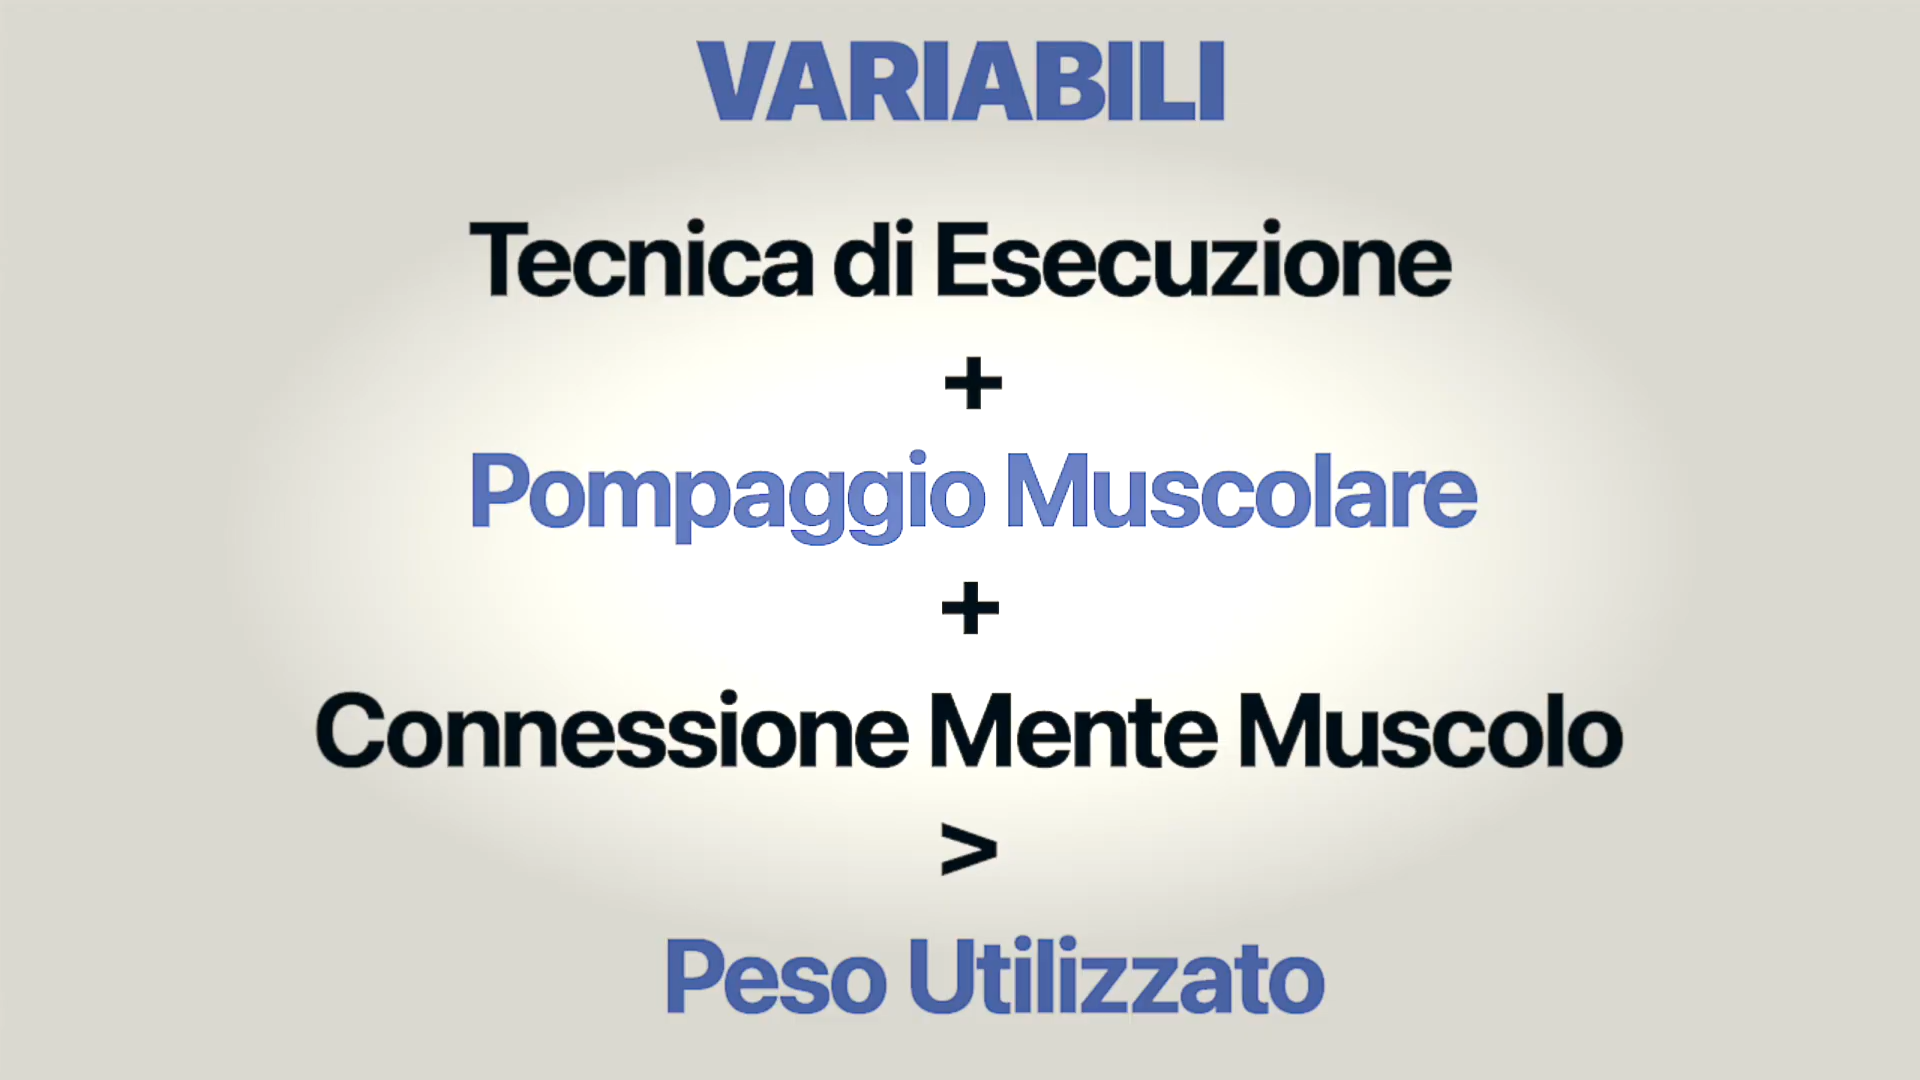 VARIABILI
Tecnica di Esecuzione
+
Pompaggio Muscolare
+
Connessione Mente Muscolo
>
Peso Utilizzato